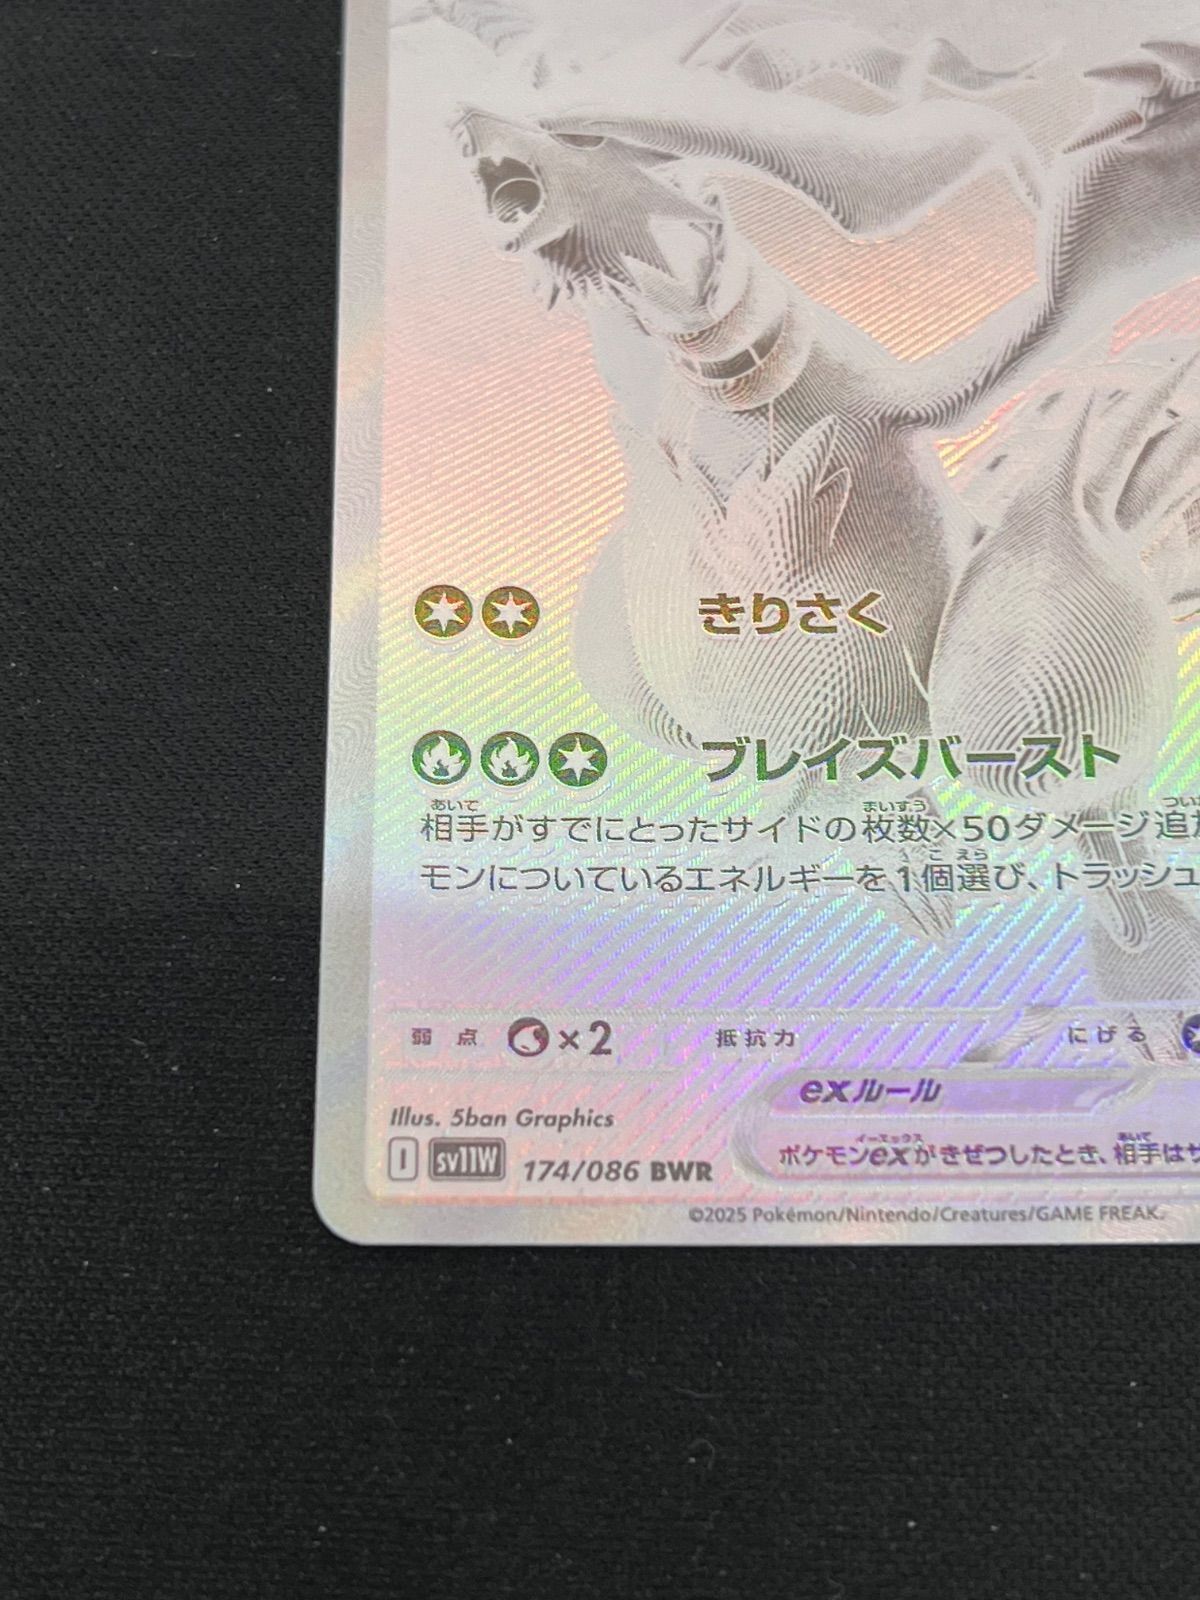 きりさく
ブレイズバースト
あいて まいすう
相手がすでにとったサイドの枚数×50ダメージ追
こ えら
モンについているエネルギーを1個選び、トラッシュ
弱点 ×2 抵抗力 にげる
exルール
Illus. 5ban Graphics
イーエックス あいて
ポケモンexがきぜつしたとき、相手はサ
I sv11W 174/086 BWR
©2025 Pokémon/Nintendo/Creatures/GAME FREAK.